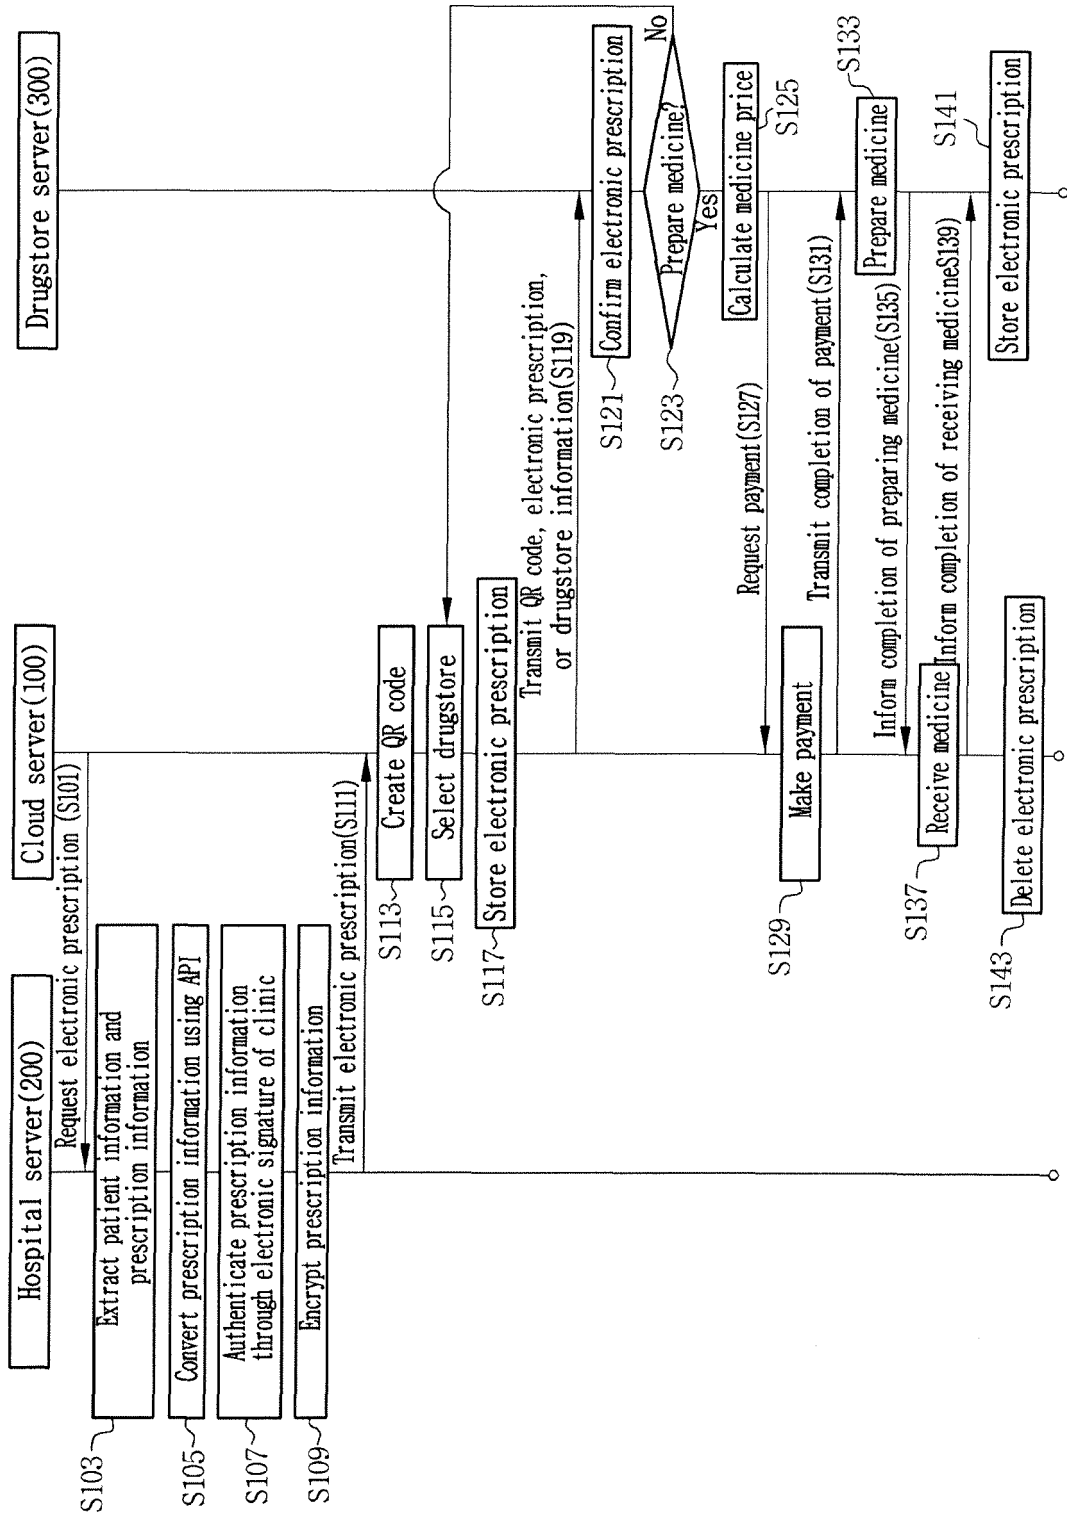 Hospital server(200)
Cloud server(100)
Drugstore server(300)
Request electronic prescription (S101)
S103
Extract patient information and
prescription information
S105
Convert prescription information using API
S107
Authenticate prescription information
through electronic signature of clinic
S109
Encrypt prescription information
Transmit electronic prescription(S111)
S113
Create QR code
S115
Select drugstore
S117
Store electronic prescription
Transmit QR code, electronic prescription,
or drugstore information(S119)
S121
Confirm electronic prescription
S123
Prepare medicine?
No
Yes
Calculate medicine price
S125
Request payment(S127)
S129
Make payment
Transmit completion of payment(S131)
Prepare medicine
S133
Inform completion of preparing medicine(S135)
S137
Receive medicine
Inform completion of receiving medicineS139)
S141
Store electronic prescription
S143
Delete electronic prescription